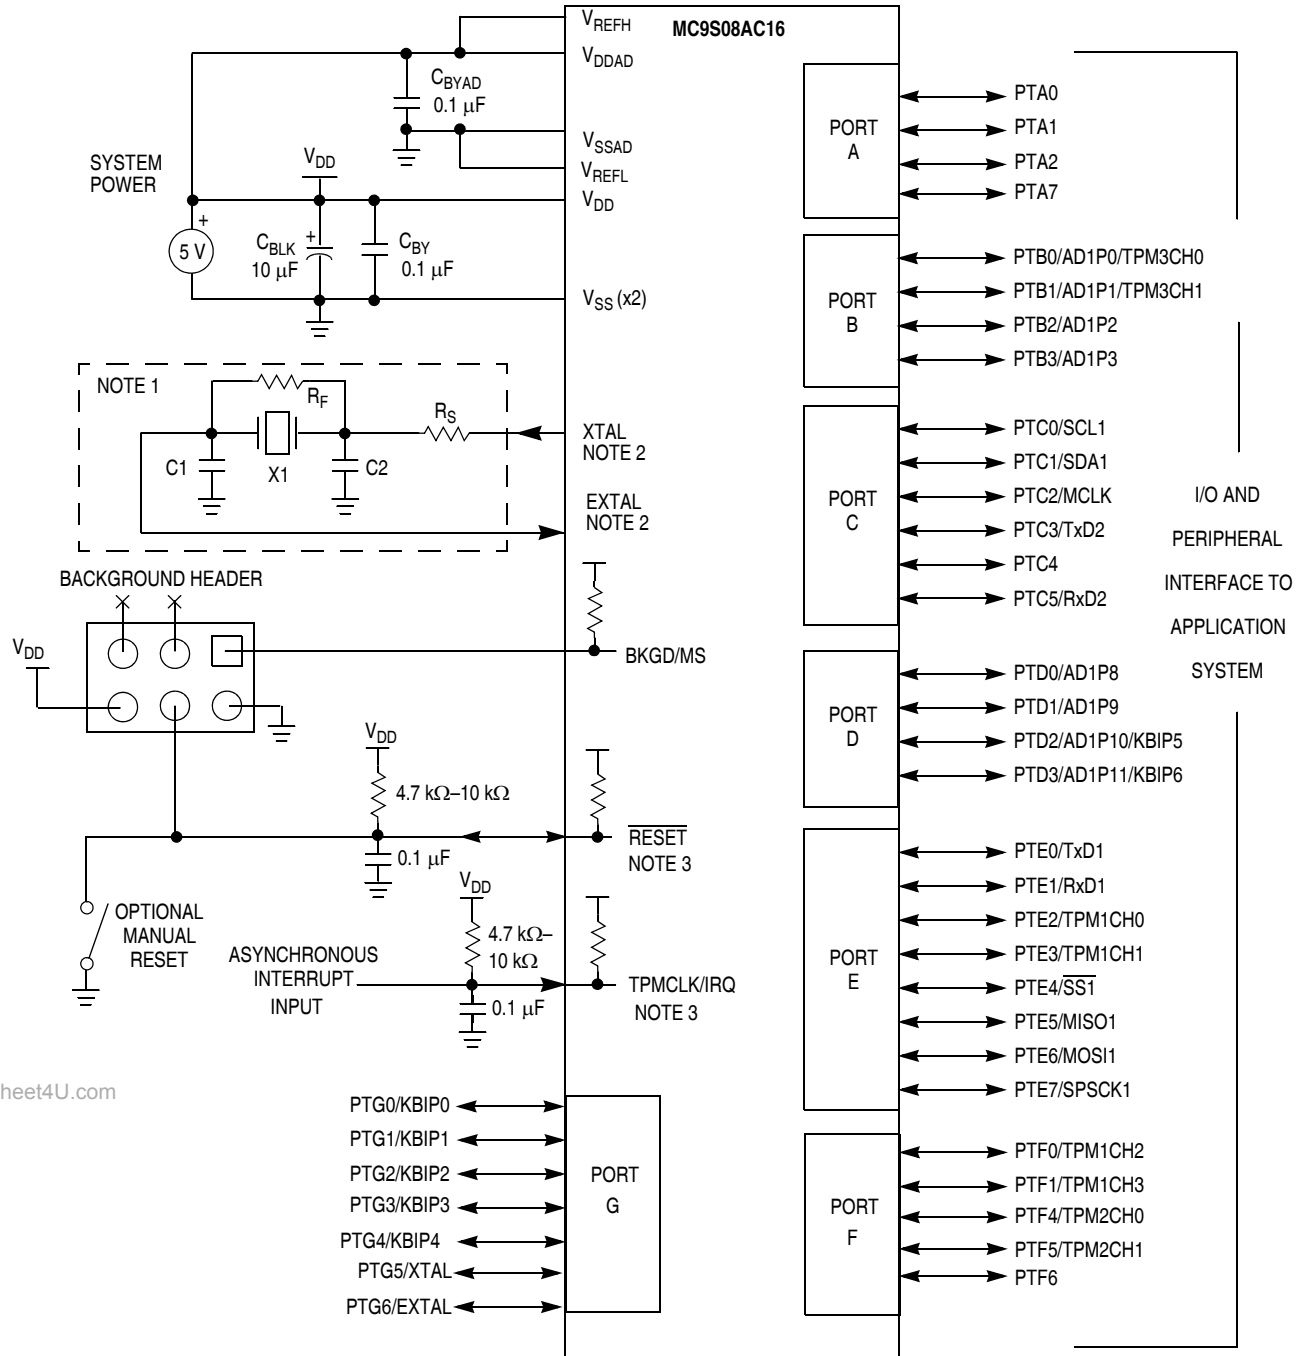 MC9S08AC16
VREFH
VDDAD
CBYAD
0.1 µF
VSSAD
VREFL
SYSTEM
POWER
VDD
VDD
+
5 V
CBLK
+
10 µF
CBY
0.1 µF
VSS (x2)
NOTE 1
RF
RS
C1
X1
C2
XTAL
NOTE 2
EXTAL
NOTE 2
BACKGROUND HEADER
VDD
BKGD/MS
VDD
4.7 kΩ–10 kΩ
0.1 µF
RESET
NOTE 3
OPTIONAL
MANUAL
RESET
VDD
4.7 kΩ–
10 kΩ
ASYNCHRONOUS
INTERRUPT
INPUT
0.1 µF
TPMCLK/IRQ
NOTE 3
heet4U.com
PTG0/KBIP0
PTG1/KBIP1
PTG2/KBIP2
PTG3/KBIP3
PTG4/KBIP4
PTG5/XTAL
PTG6/EXTAL
PORT
G
PORT
A
PTA0
PTA1
PTA2
PTA7
PORT
B
PTB0/AD1P0/TPM3CH0
PTB1/AD1P1/TPM3CH1
PTB2/AD1P2
PTB3/AD1P3
PORT
C
PTC0/SCL1
PTC1/SDA1
PTC2/MCLK
PTC3/TxD2
PTC4
PTC5/RxD2
PORT
D
PTD0/AD1P8
PTD1/AD1P9
PTD2/AD1P10/KBIP5
PTD3/AD1P11/KBIP6
PORT
E
PTE0/TxD1
PTE1/RxD1
PTE2/TPM1CH0
PTE3/TPM1CH1
PTE4/SS1
PTE5/MISO1
PTE6/MOSI1
PTE7/SPSCK1
PORT
F
PTF0/TPM1CH2
PTF1/TPM1CH3
PTF4/TPM2CH0
PTF5/TPM2CH1
PTF6
I/O AND
PERIPHERAL
INTERFACE TO
APPLICATION
SYSTEM